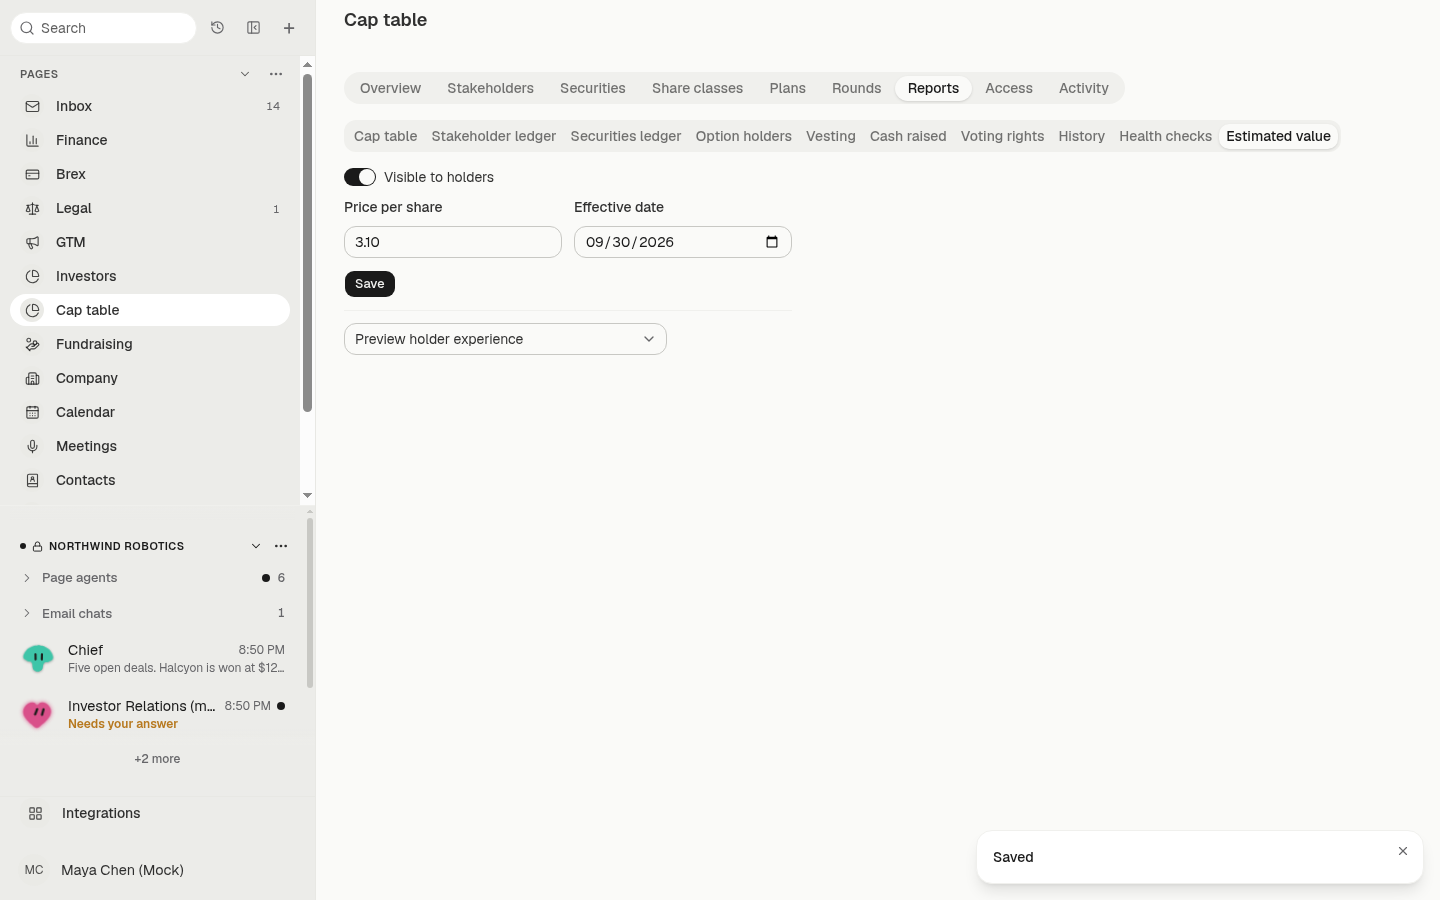 Search
PAGES
Inbox 14
Finance
Brex
Legal 1
GTM
Investors
Cap table
Fundraising
Company
Calendar
Meetings
Contacts
NORTHWIND ROBOTICS
Page agents 6
Email chats 1
Chief 8:50 PM
Five open deals. Halcyon is won at $12…
Investor Relations (m… 8:50 PM
Needs your answer
+2 more
Integrations
MC Maya Chen (Mock)
Cap table
Overview Stakeholders Securities Share classes Plans Rounds Reports Access Activity
Cap table Stakeholder ledger Securities ledger Option holders Vesting Cash raised Voting rights History Health checks Estimated value
Visible to holders
Price per share Effective date
3.10 09/30/2026
Save
Preview holder experience
Saved